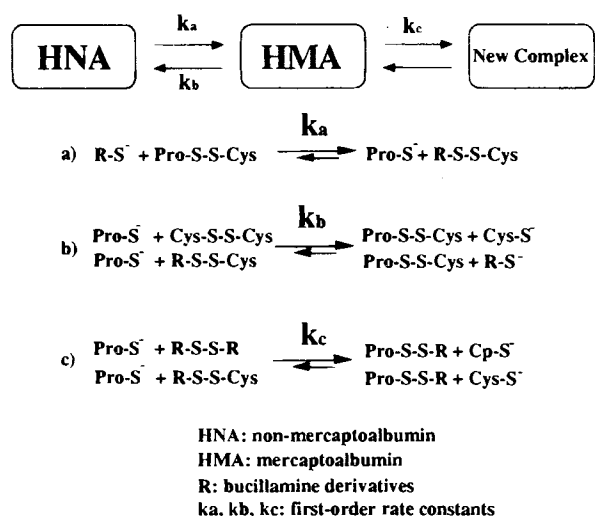 ka
kc
HNA
HMA
New Complex
kb
ka
a) R-S⁻ + Pro-S-S-Cys Pro-S⁻ + R-S-S-Cys
kb
b) Pro-S⁻ + Cys-S-S-Cys Pro-S-S-Cys + Cys-S⁻
Pro-S⁻ + R-S-S-Cys Pro-S-S-Cys + R-S⁻
kc
c) Pro-S⁻ + R-S-S-R Pro-S-S-R + Cp-S⁻
Pro-S⁻ + R-S-S-Cys Pro-S-S-R + Cys-S⁻
HNA: non-mercaptoalbumin
HMA: mercaptoalbumin
R: bucillamine derivatives
ka, kb, kc: first-order rate constants